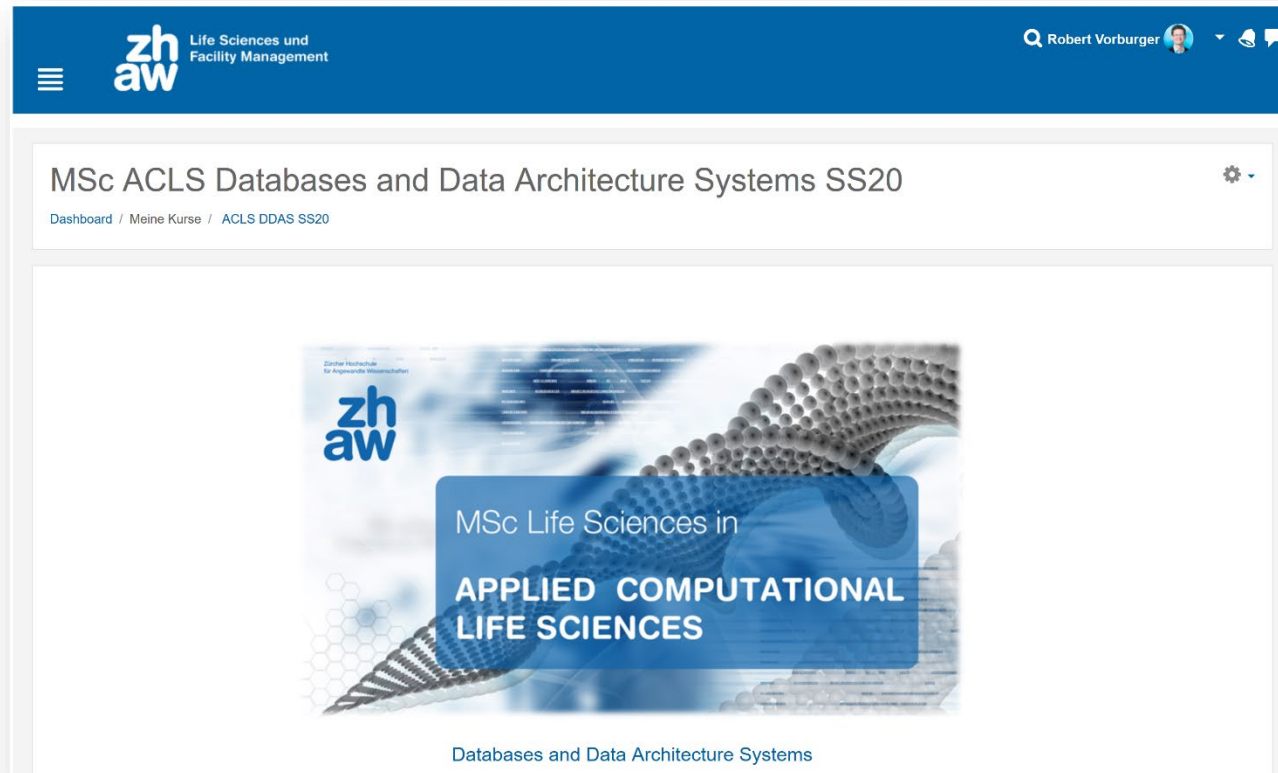 zh
aw
Life Sciences und
Facility Management
Robert Vorburger
MSc ACLS Databases and Data Architecture Systems SS20
Dashboard / Meine Kurse / ACLS DDAS SS20
Zürcher Hochschule
für Angewandte Wissenschaften
zh
aw
MSc Life Sciences in
APPLIED COMPUTATIONAL
LIFE SCIENCES
Databases and Data Architecture Systems